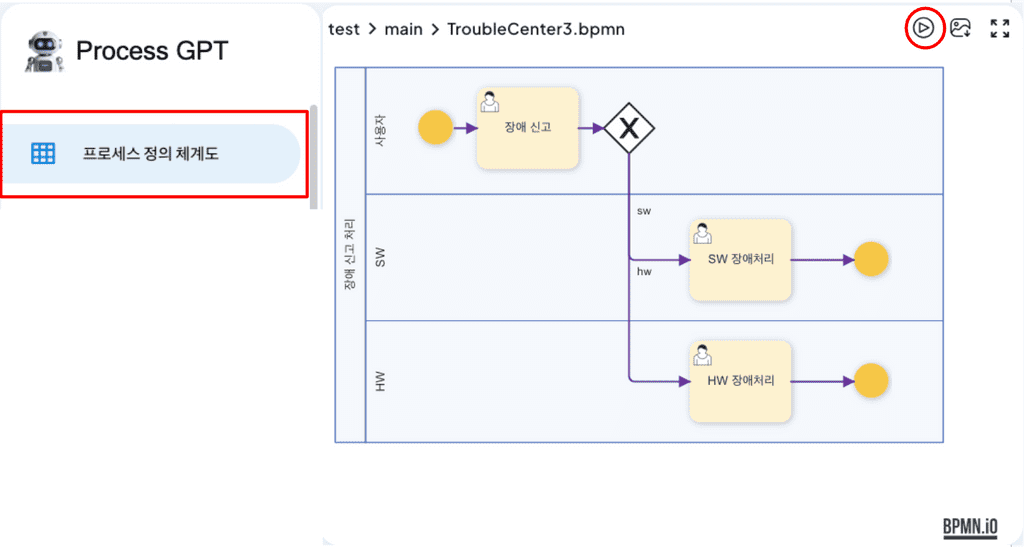 Process GPT
프로세스 정의 체계도
test > main > TroubleCenter3.bpmn
장애 신고 처리
사용자
장애 신고
X
SW
sw
SW 장애처리
hw
HW
HW 장애처리
BPMN.iO